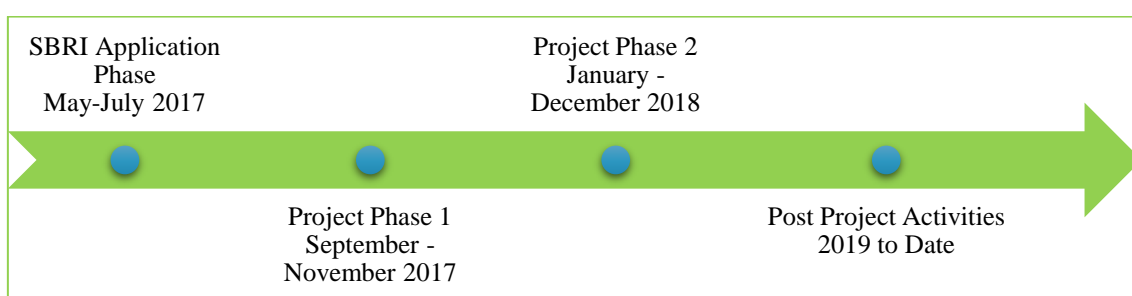 SBRI Application
Phase
May-July 2017
Project Phase 1
September -
November 2017
Project Phase 2
January -
December 2018
Post Project Activities
2019 to Date